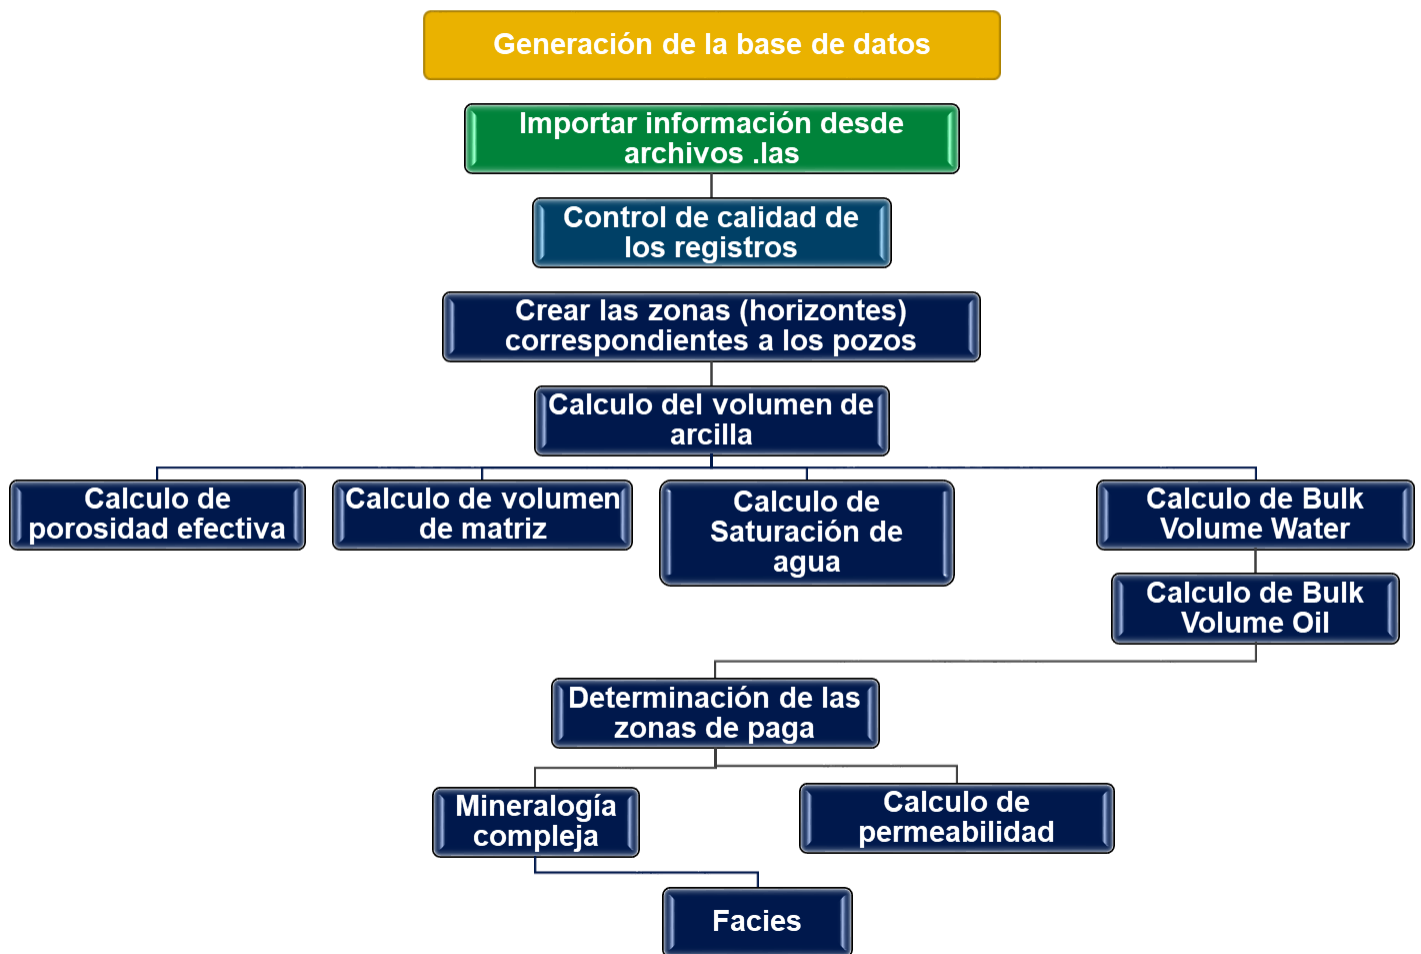 Generación de la base de datos
Importar información desde
archivos .las
Control de calidad de
los registros
Crear las zonas (horizontes)
correspondientes a los pozos
Calculo del volumen de
arcilla
Calculo de
porosidad efectiva
Calculo de volumen
de matriz
Calculo de
Saturación de
agua
Calculo de Bulk
Volume Water
Calculo de Bulk
Volume Oil
Determinación de las
zonas de paga
Mineralogía
compleja
Calculo de
permeabilidad
Facies